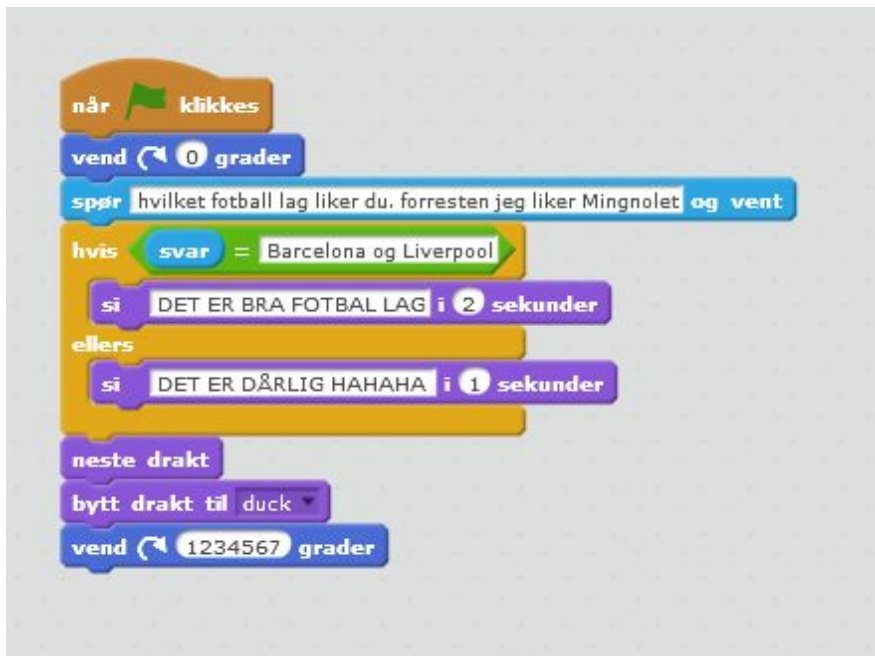 når klikkes
vend 0 grader
spør hvilket fotball lag liker du. forresten jeg liker Mingnolet og vent
hvis svar = Barcelona og Liverpool
si DET ER BRA FOTBAL LAG i 2 sekunder
ellers
si DET ER DÅRLIG HAHAHA i 1 sekunder
neste drakt
bytt drakt til duck
vend 1234567 grader